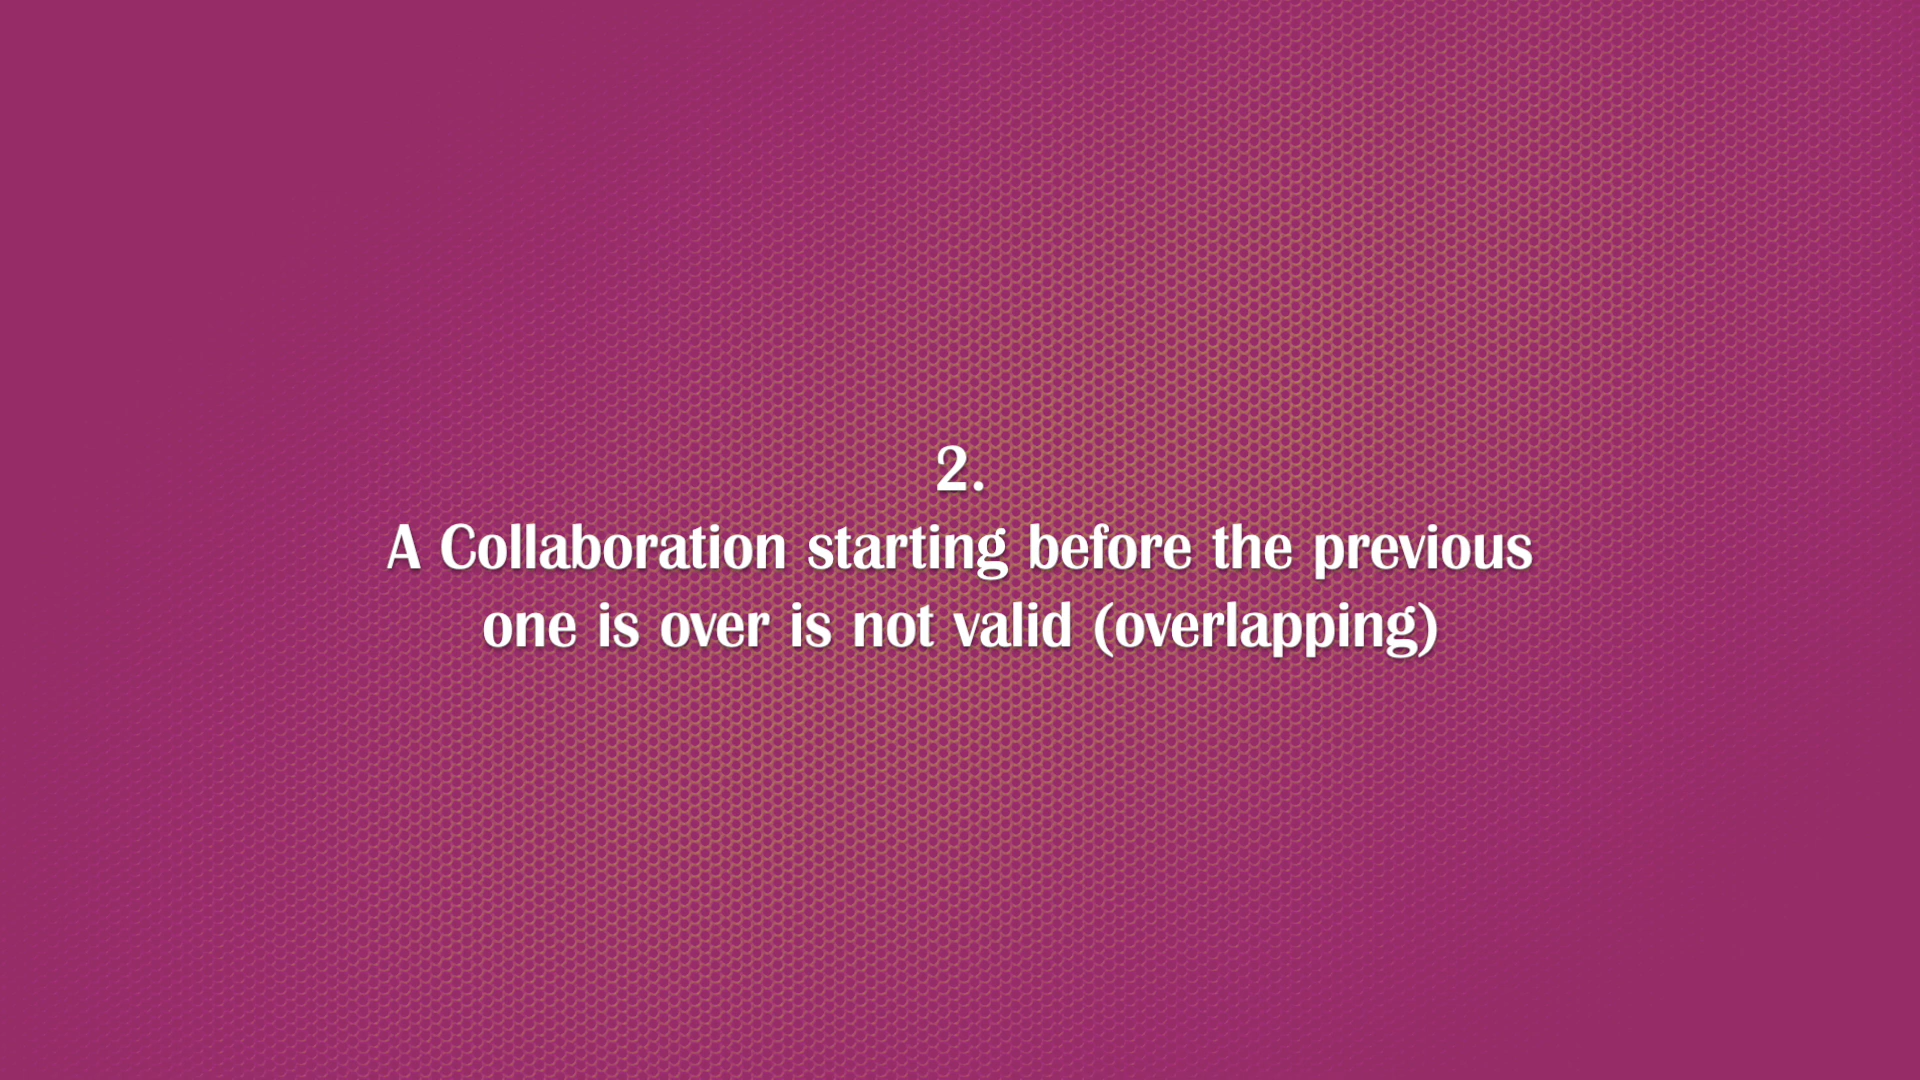 2.
A Collaboration starting before the previous
one is over is not valid (overlapping)